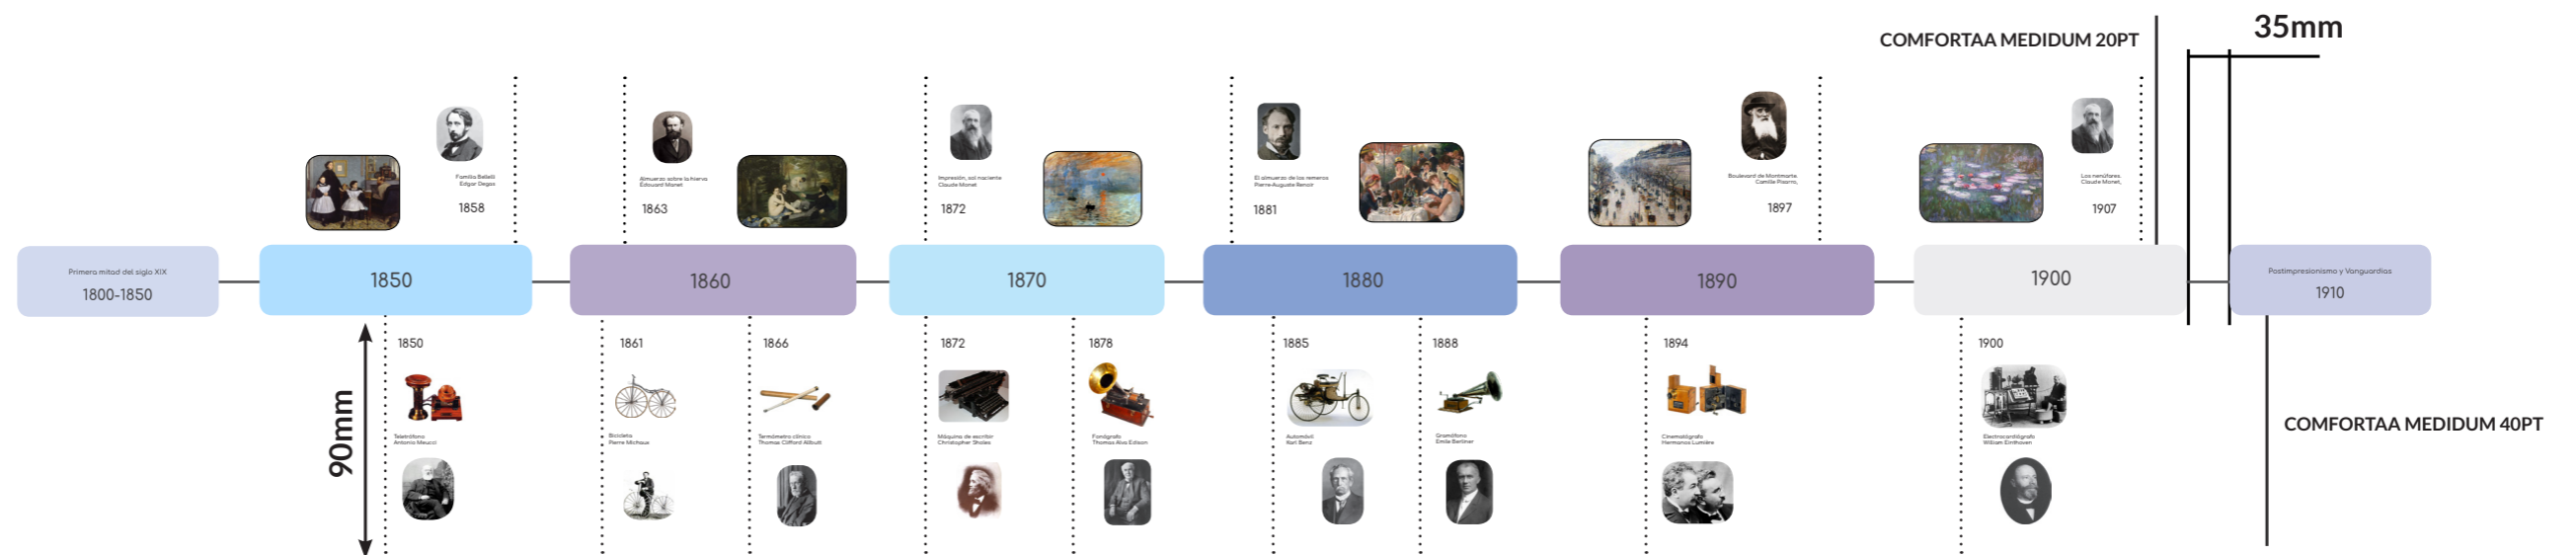 COMFORTAA MEDIDUM 20PT
35mm
Familia Bellelli
Edgar Degas
1858
Almuerzo sobre la hierva
Édouard Manet
1863
Impresión, sol naciente
Claude Monet
1872
El almuerzo de los remeros
Pierre-Auguste Renoir
1881
Boulevard de Montmarte.
Camille Pisarro,
1897
Los nenúfares.
Claude Monet,
1907
Primera mitad del siglo XIX
1800-1850
1850
1860
1870
1880
1890
1900
Postimpresionismo y Vanguardias
1910
90mm
1850
Teletrófono
Antonio Meucci
1861
Bicicleta
Pierre Michaux
1866
Termómetro clínico
Thomas Clifford Allbutt
1872
Máquina de escribir
Christopher Sholes
1878
Fonógrafo
Thomas Alva Edison
1885
Automóvil
Karl Benz
1888
Gramófono
Emile Berliner
1894
Cinematógrafo
Hermanos Lumière
1900
Electrocardiógrafo
Willem Einthoven
COMFORTAA MEDIDUM 40PT